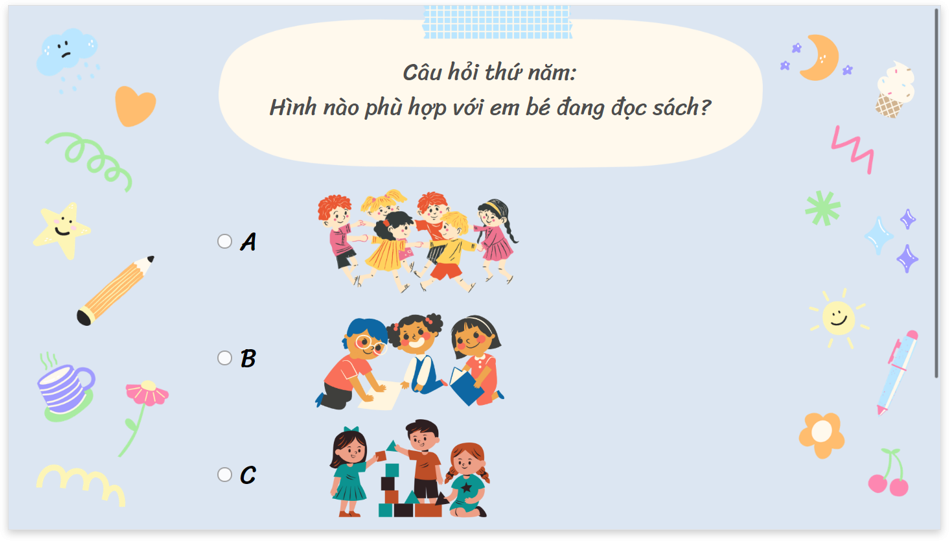 Câu hỏi thứ năm:
Hình nào phù hợp với em bé đang đọc sách?
A
B
C